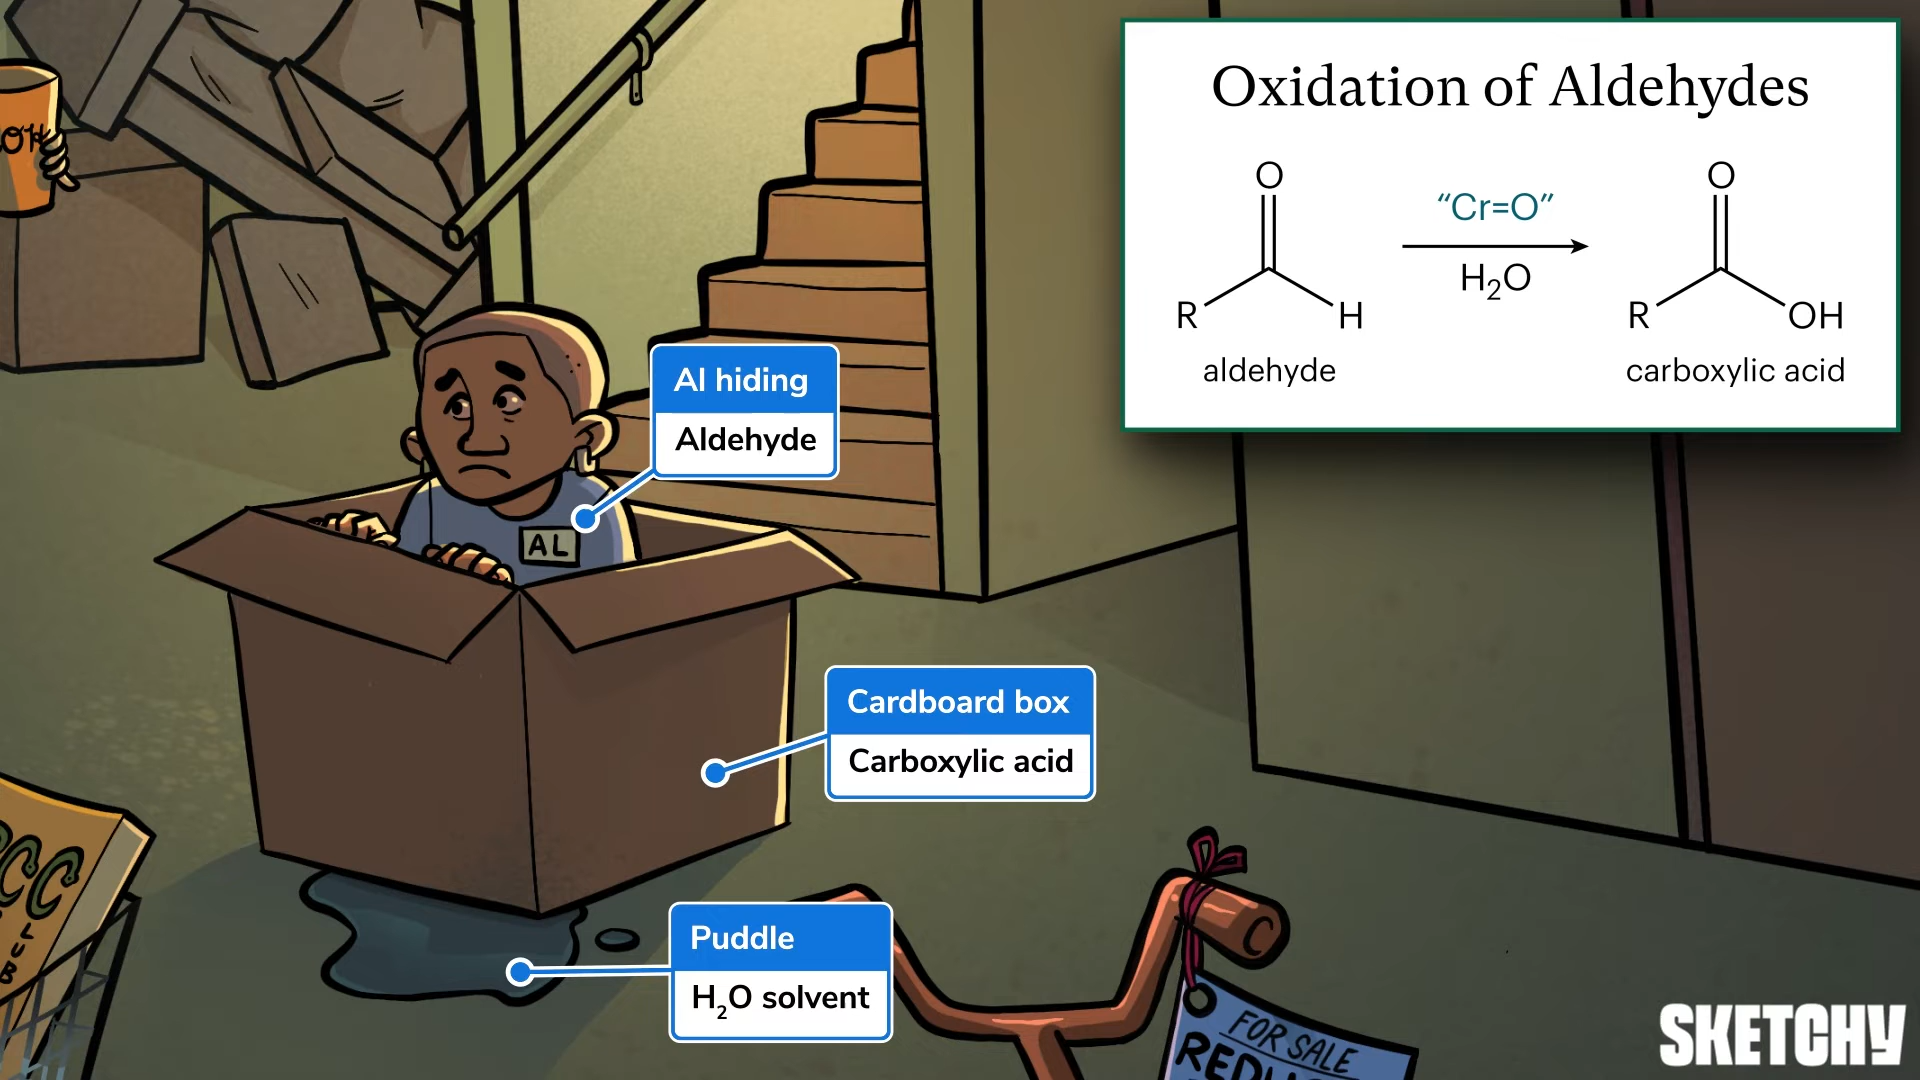 Oxidation of Aldehydes
O
R
H
aldehyde
"Cr=O"
H₂O
O
R
OH
carboxylic acid
OH
Al hiding
Aldehyde
AL
Cardboard box
Carboxylic acid
Puddle
H₂O solvent
FOR SALE
SKETCHY